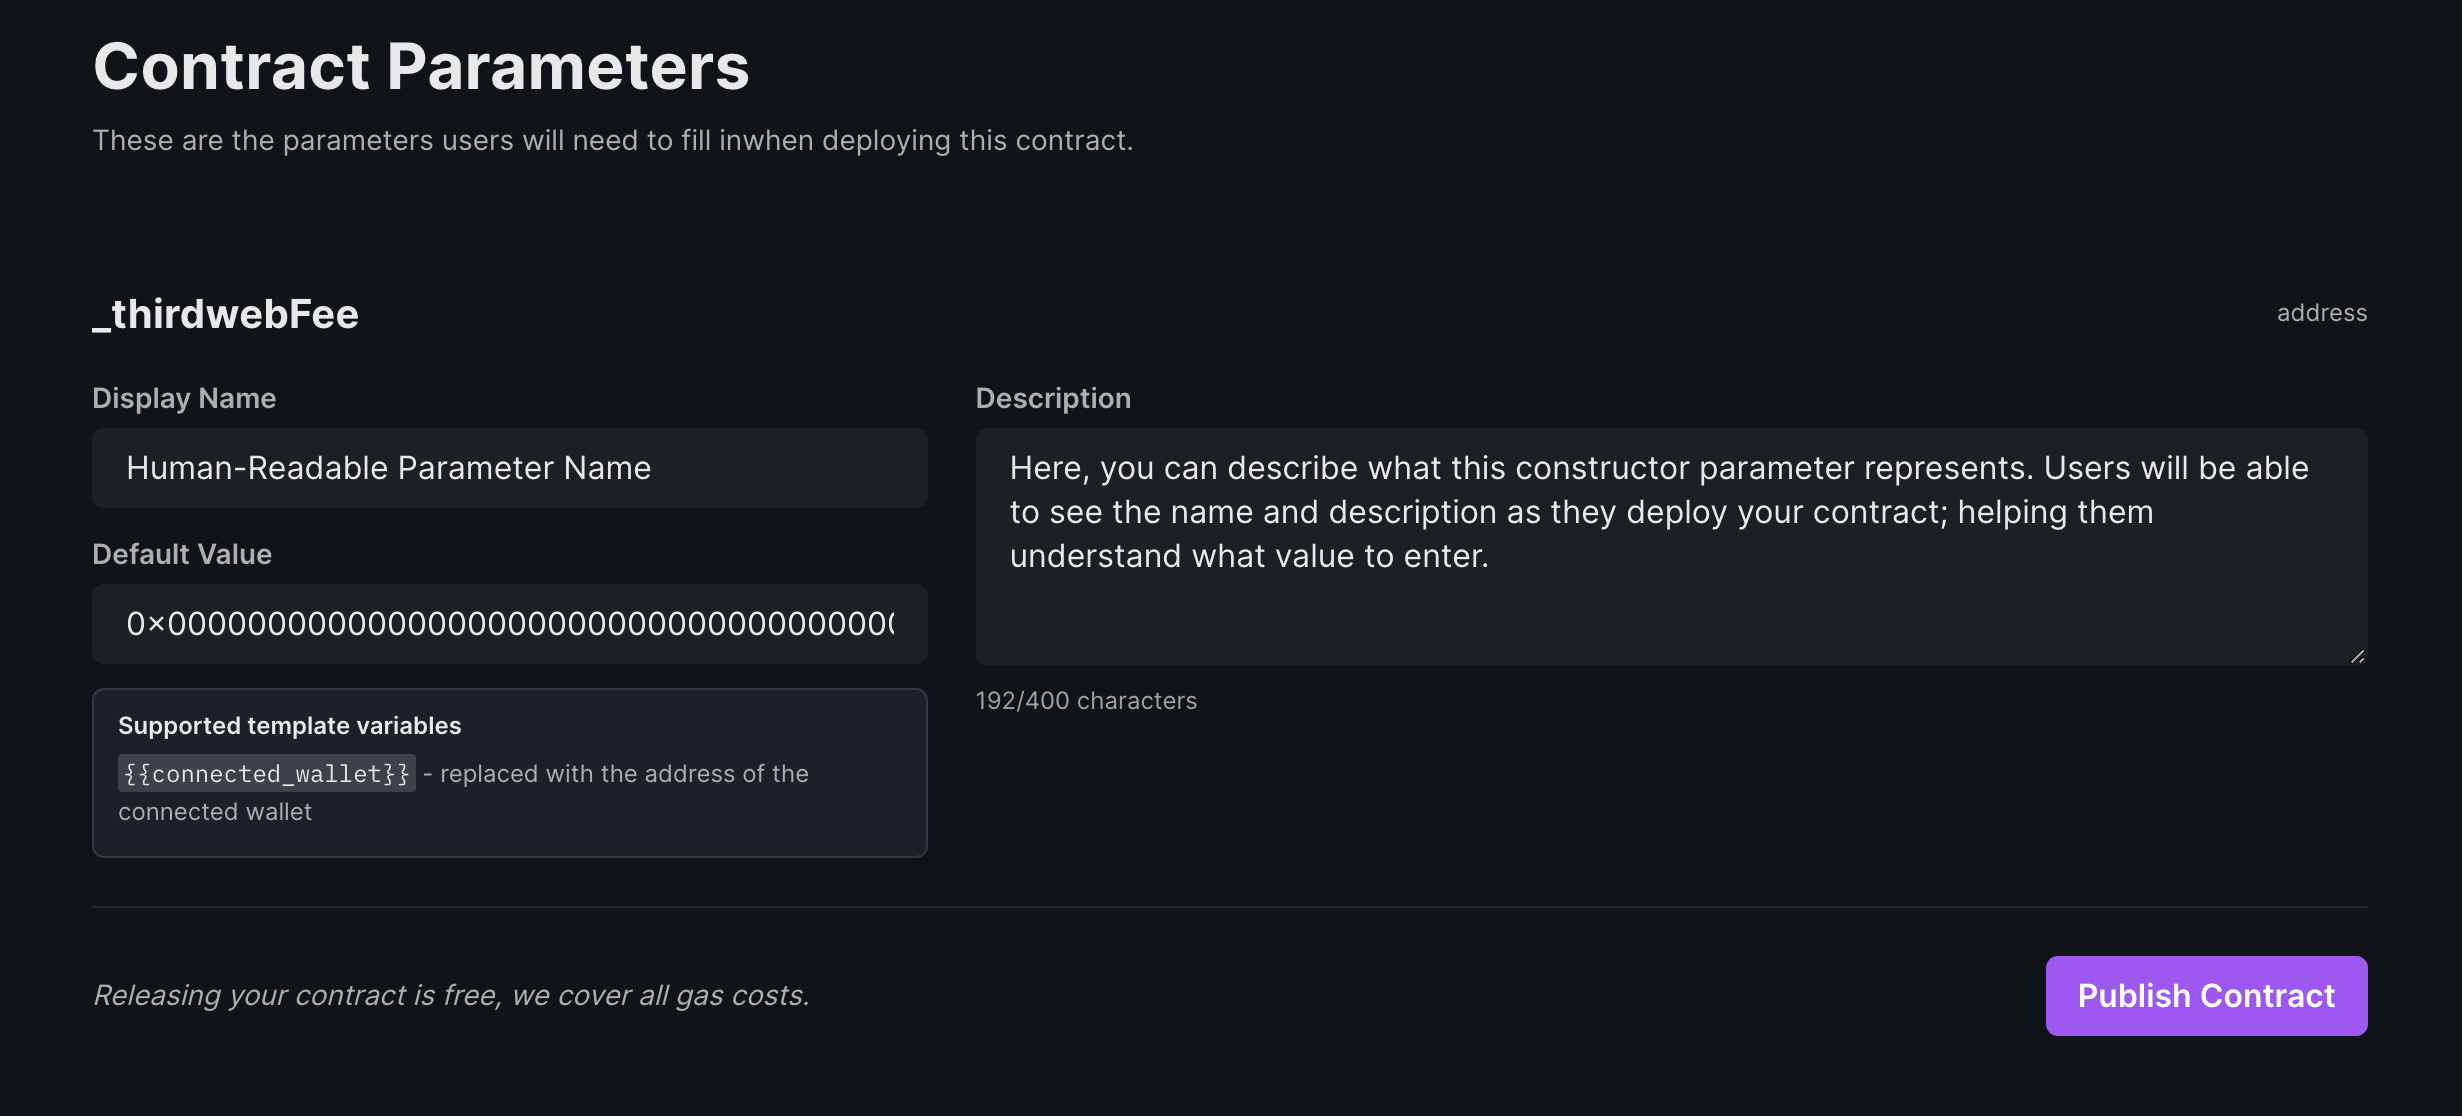 Contract Parameters
These are the parameters users will need to fill inwhen deploying this contract.
_thirdwebFee
address
Display Name
Human-Readable Parameter Name
Default Value
0×000000000000000000000000000000000000
Supported template variables
{{connected_wallet}} - replaced with the address of the
connected wallet
Description
Here, you can describe what this constructor parameter represents. Users will be able
to see the name and description as they deploy your contract; helping them
understand what value to enter.
192/400 characters
Releasing your contract is free, we cover all gas costs.
Publish Contract